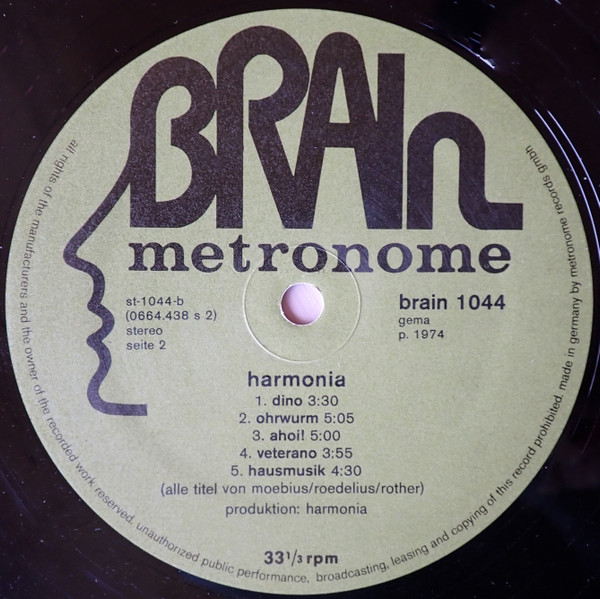 BRAIN
metronome
st-1044-b
(0664.438 s 2)
stereo
seite 2
brain 1044
gema
p. 1974
harmonia
1. dino 3:30
2. ohrwurm 5:05
3. ahoi! 5:00
4. veterano 3:55
5. hausmusik 4:30
(alle titel von moebius/roedelius/rother)
produktion: harmonia
33 1/3 rpm
all rights of the manufacturers and the owner of the recorded work reserved. unauthorized public performance, broadcasting, leasing and copying of this record prohibited. made in germany by metronome records gmbh